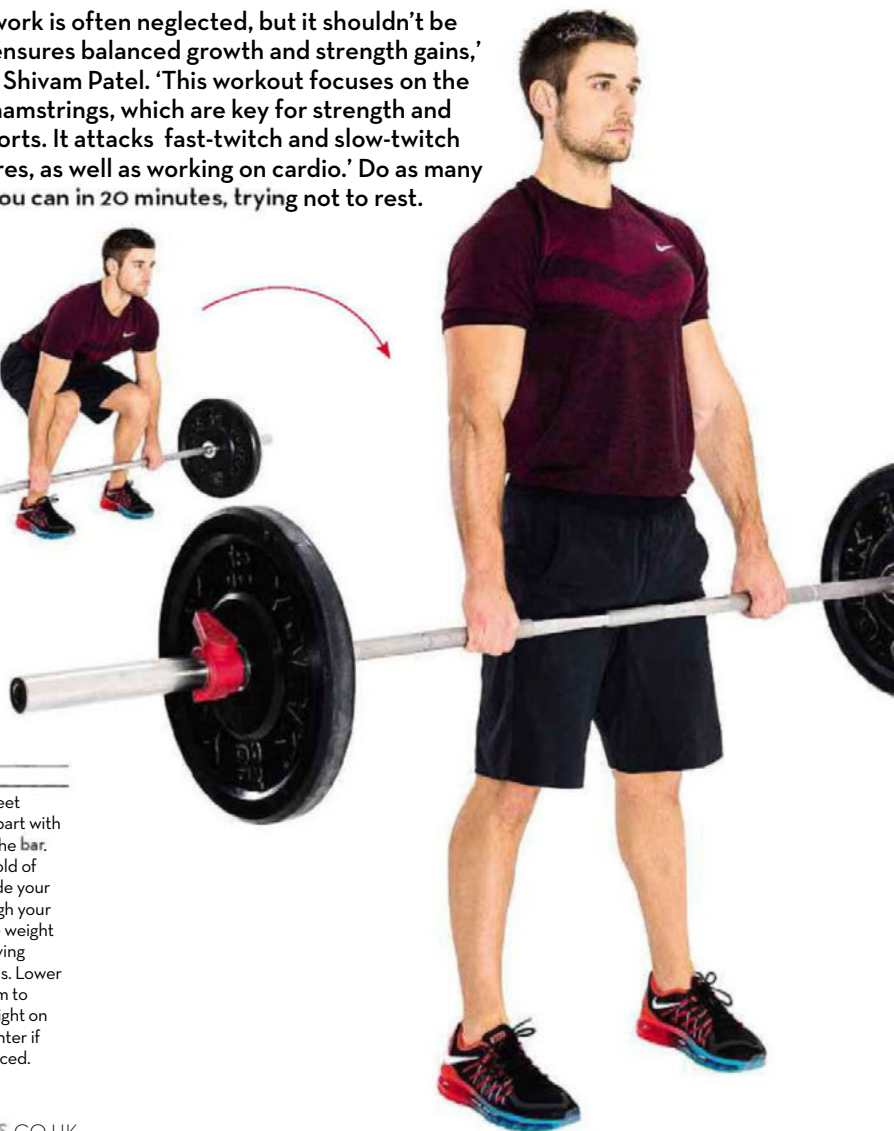 work is often neglected, but it shouldn't be
ensures balanced growth and strength gains,'
Shivam Patel. 'This workout focuses on the
hamstrings, which are key for strength and
orts. It attacks fast-twitch and slow-twitch
res, as well as working on cardio.' Do as many
ou can in 20 minutes, trying not to rest.
eet
part with
he bar.
old of
de your
gh your
weight
ving
s. Lower
m to
ight on
nter if
ced.
S.CO.UK